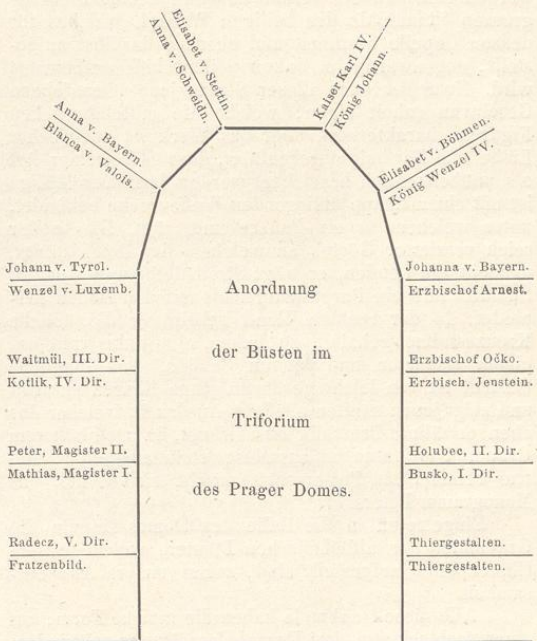 Elisabet v. Stettin.
Anna v. Schweidn.
Kaiser Karl IV.
König Johann.
Anna v. Bayern.
Blanca v. Valois.
Elisabet v. Böhmen.
König Wenzel IV.
Johann v. Tyrol.
Wenzel v. Luxemb.
Johanna v. Bayern.
Erzbischof Arnest.
Anordnung
der Büsten im
Triforium
des Prager Domes.
Waitmül, III. Dir.
Kotlik, IV. Dir.
Erzbischof Očko.
Erzbisch. Jenstein.
Peter, Magister II.
Mathias, Magister I.
Holubec, II. Dir.
Busko, I. Dir.
Radecz, V. Dir.
Fratzenbild.
Thiergestalten.
Thiergestalten.